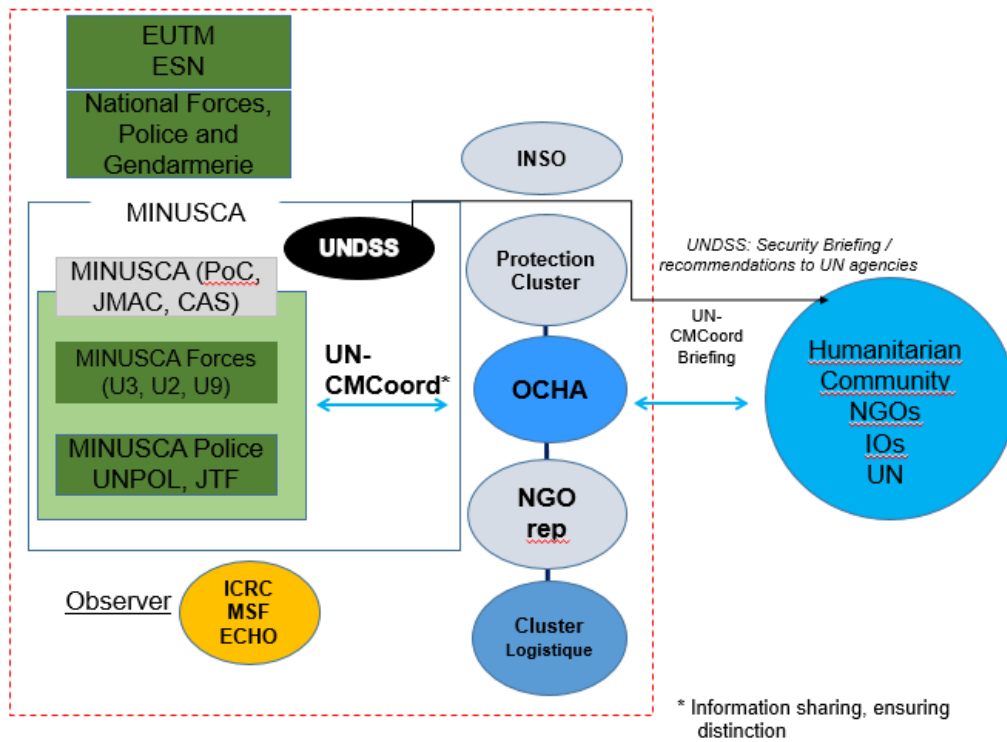 EUTM
ESN
National Forces,
Police and
Gendarmerie
INSO
MINUSCA
UNDSS
UNDSS: Security Briefing /
recommendations to UN agencies
Protection
Cluster
MINUSCA (PoC,
JMAC, CAS)
UN-
CMCoord
Briefing
MINUSCA Forces
(U3, U2, U9)
UN-
CMCoord*
OCHA
Humanitarian
Community
NGOs
IOs
UN
MINUSCA Police
UNPOL, JTF
NGO
rep
Observer
ICRC
MSF
ECHO
Cluster
Logistique
* Information sharing, ensuring
distinction